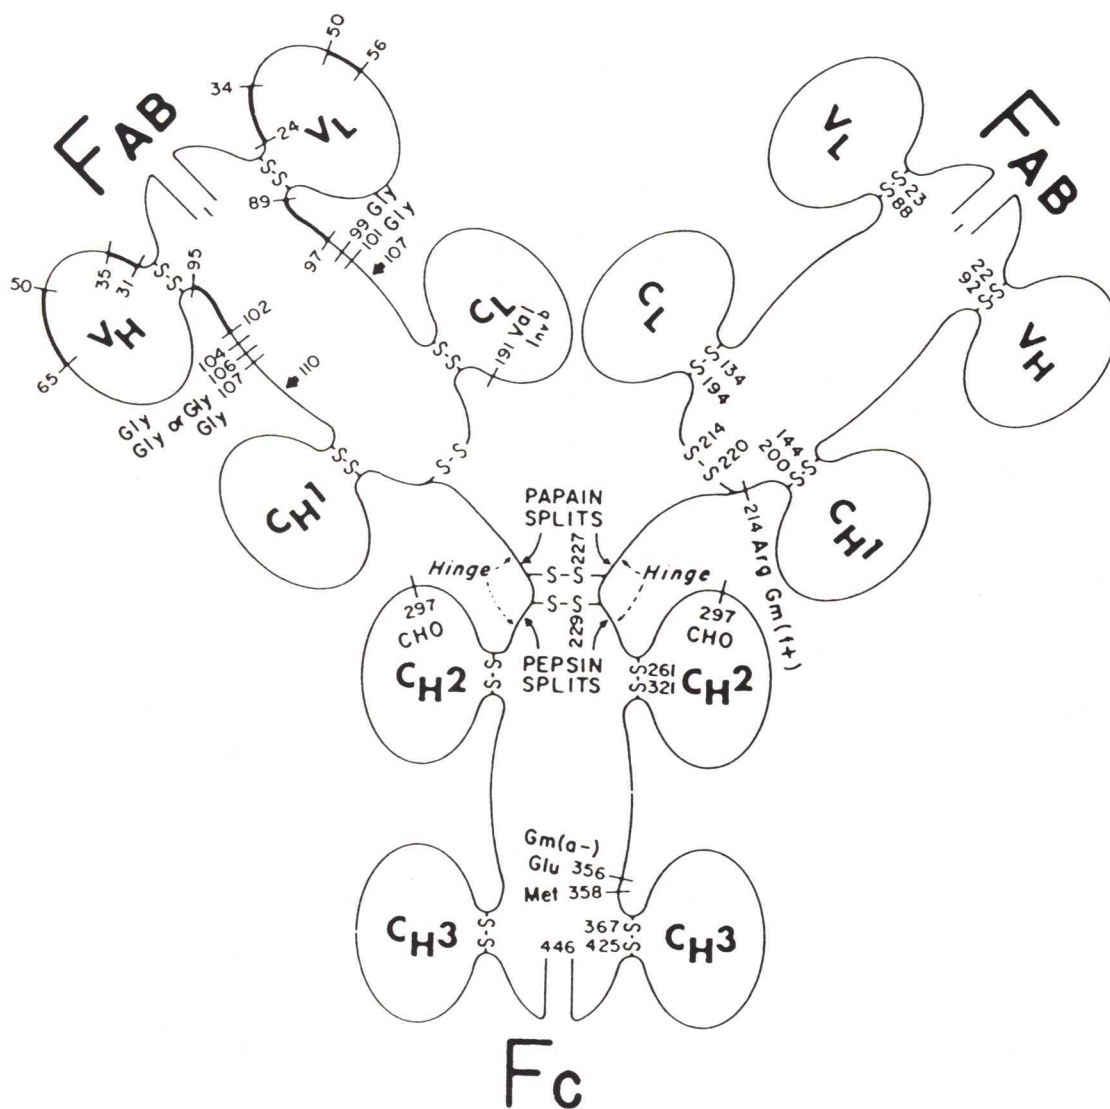 FAB
50
56
34
24
VL
S-S
89
99 Gly
101 Gly
97
107
50
35
31
S-S
95
VH
65
102
104
106
107
110
Gly
Gly or Gly
Gly
CL
191 Val
Invb
S-S
S-S
S-S
CH1
FAB
VL
S-S
23
88
CL
S-S
134
194
22
92
S-S
VH
214
220
S-S
144
200
S-S
CH1
214 Arg Gm(f+)
PAPAIN
SPLITS
227
Hinge
S-S
Hinge
S-S
229
PEPSIN
SPLITS
297
CHO
CH2
S-S
297
CHO
S-S
261
321
CH2
Gm(a-)
Glu 356
Met 358
CH3
S-S
367
446
425
S-S
CH3
Fc